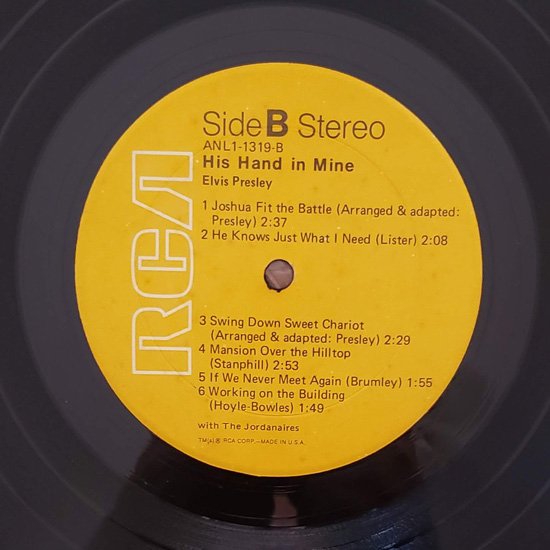 Side B Stereo
ANL1-1319-B
His Hand in Mine
Elvis Presley
1 Joshua Fit the Battle (Arranged & adapted:
Presley) 2:37
2 He Knows Just What I Need (Lister) 2:08
RCA
3 Swing Down Sweet Chariot
(Arranged & adapted: Presley) 2:29
4 Mansion Over the Hilltop
(Stanphill) 2:53
5 If We Never Meet Again (Brumley) 1:55
6 Working on the Building
(Hoyle-Bowles) 1:49
with The Jordanaires
TM(s)® RCA CORP.—MADE IN U.S.A.